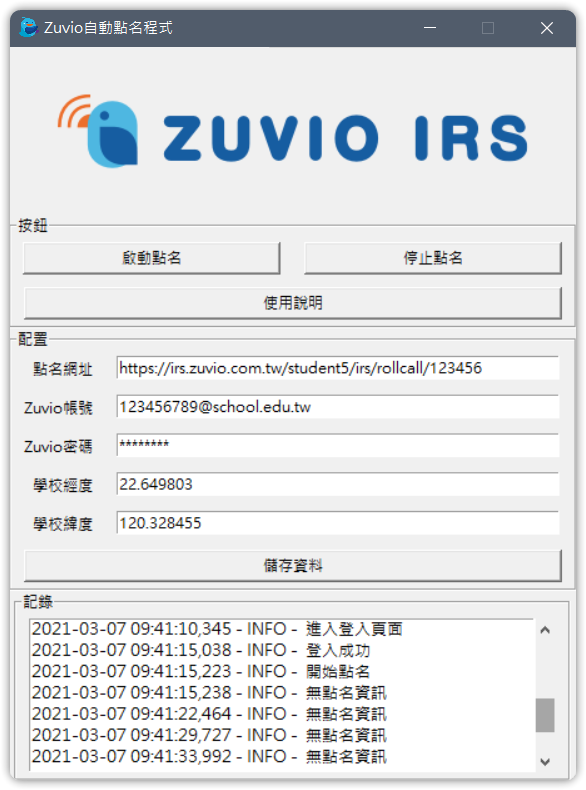 Zuvio自動點名程式
ZUVIO IRS
按鈕
啟動點名 停止點名
使用說明
配置
點名網址 https://irs.zuvio.com.tw/student5/irs/rollcall/123456
Zuvio帳號 123456789@school.edu.tw
Zuvio密碼 ********
學校經度 22.649803
學校緯度 120.328455
儲存資料
記錄
2021-03-07 09:41:10,345 - INFO - 進入登入頁面
2021-03-07 09:41:15,038 - INFO - 登入成功
2021-03-07 09:41:15,223 - INFO - 開始點名
2021-03-07 09:41:15,238 - INFO - 無點名資訊
2021-03-07 09:41:22,464 - INFO - 無點名資訊
2021-03-07 09:41:29,727 - INFO - 無點名資訊
2021-03-07 09:41:33,992 - INFO - 無點名資訊